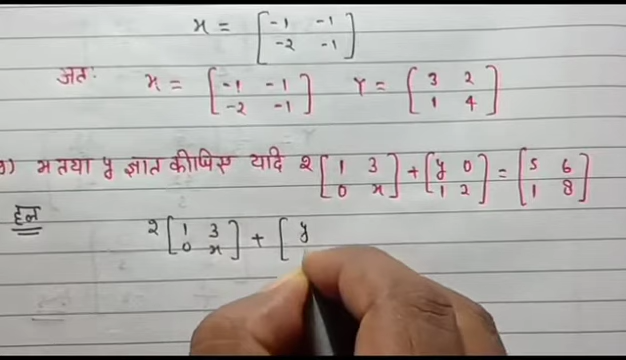 x = [ -1 -1
-2 -1 ]
अतः x = [ -1 -1 Y = [ 3 2
-2 -1 ] 1 4 ]
) x तथा y ज्ञात कीजिए यदि 2 [ 1 3 + [ y 0 = [ 5 6
0 x ] 1 2 ] 1 8 ]
हल
2 [ 1 3 + [ y
0 x ]